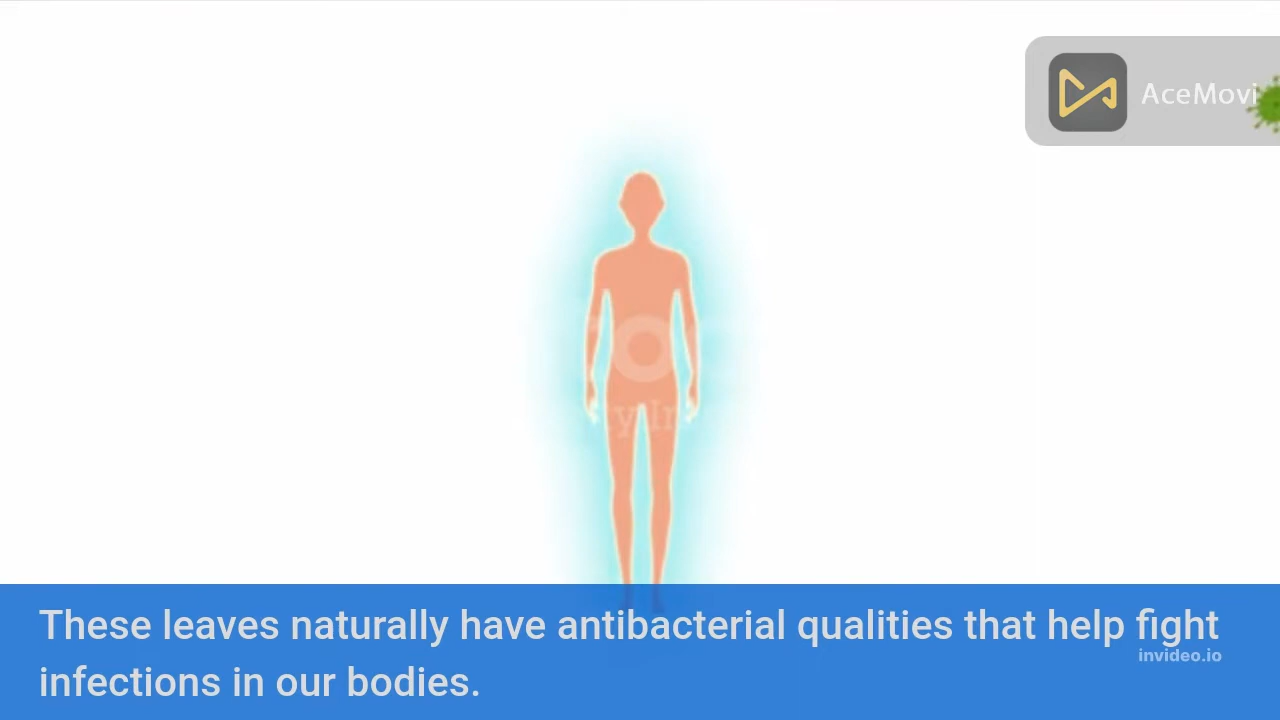 AceMovi
These leaves naturally have antibacterial qualities that help fight
invideo.io
infections in our bodies.